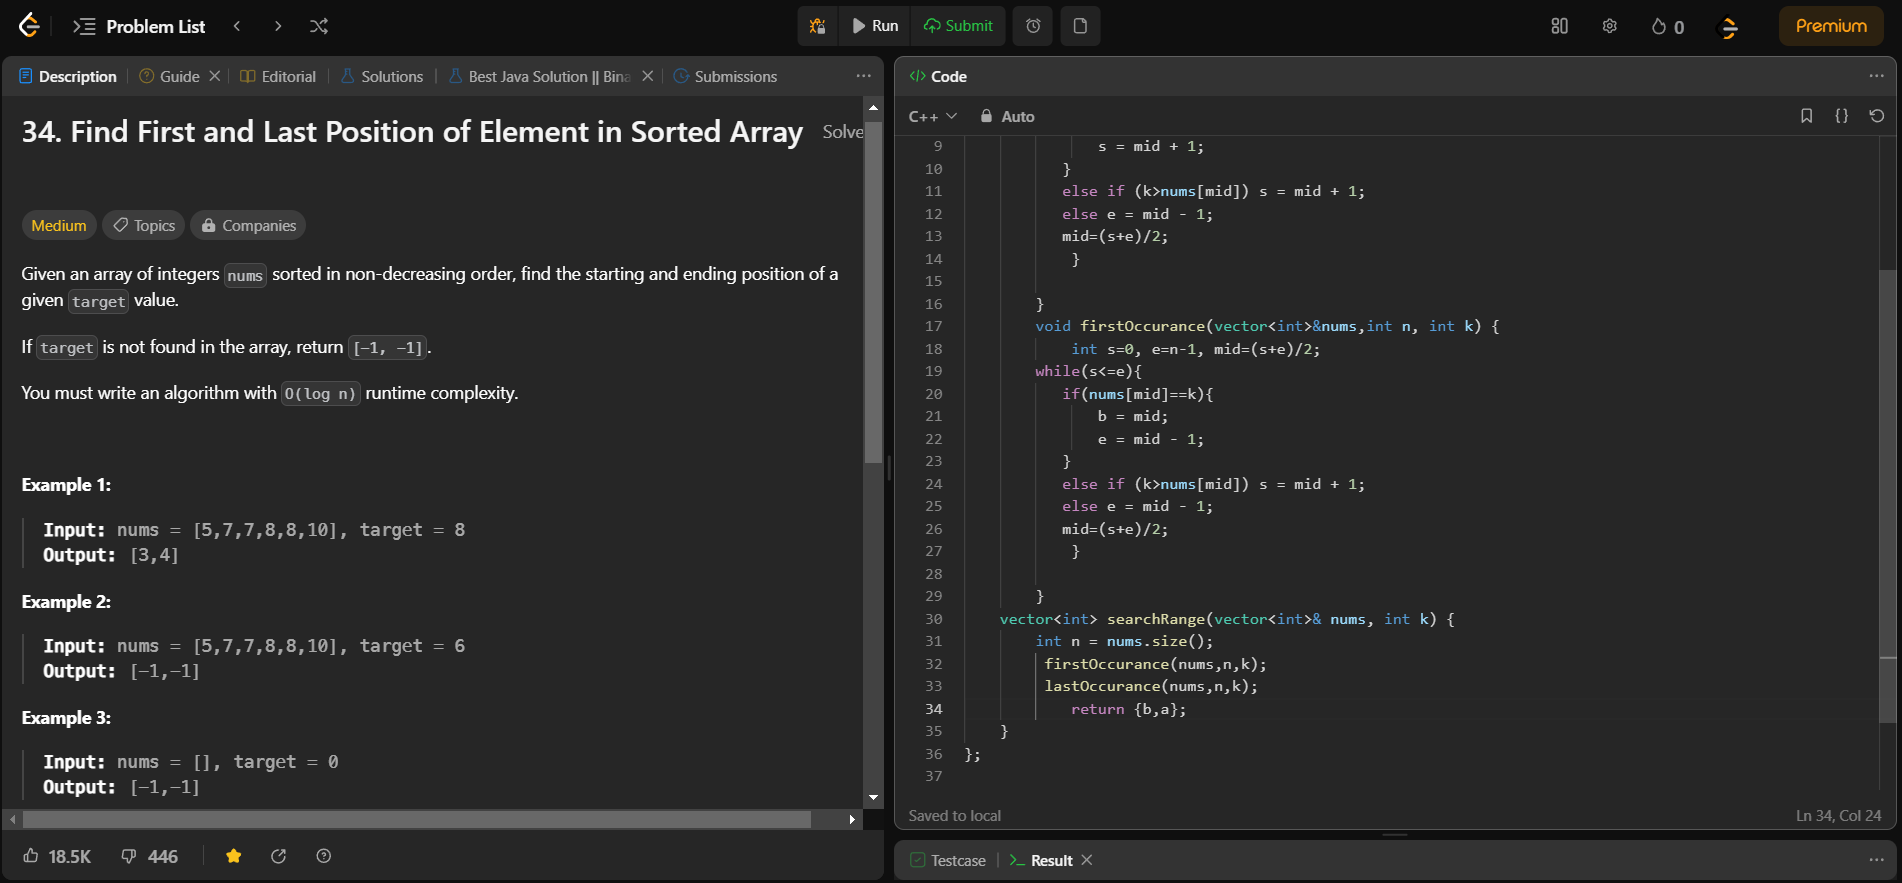 Problem List
Run
Submit
0
Premium
Description
Guide
Editorial
Solutions
Best Java Solution || Bina
Submissions
34. Find First and Last Position of Element in Sorted Array
Solve
Medium
Topics
Companies
Given an array of integers nums sorted in non-decreasing order, find the starting and ending position of a
given target value.
If target is not found in the array, return [-1, -1].
You must write an algorithm with O(log n) runtime complexity.
Example 1:
Input: nums = [5,7,7,8,8,10], target = 8
Output: [3,4]
Example 2:
Input: nums = [5,7,7,8,8,10], target = 6
Output: [-1,-1]
Example 3:
Input: nums = [], target = 0
Output: [-1,-1]
18.5K
446
</> Code
C++
Auto
9 s = mid + 1;
10 }
11 else if (k>nums[mid]) s = mid + 1;
12 else e = mid - 1;
13 mid=(s+e)/2;
14 }
15
16 }
17 void firstOccurance(vector<int>&nums,int n, int k) {
18 int s=0, e=n-1, mid=(s+e)/2;
19 while(s<=e){
20 if(nums[mid]==k){
21 b = mid;
22 e = mid - 1;
23 }
24 else if (k>nums[mid]) s = mid + 1;
25 else e = mid - 1;
26 mid=(s+e)/2;
27 }
28
29 }
30 vector<int> searchRange(vector<int>& nums, int k) {
31 int n = nums.size();
32 firstOccurance(nums,n,k);
33 lastOccurance(nums,n,k);
34 return {b,a};
35 }
36 };
37
Saved to local
Ln 34, Col 24
Testcase
>_ Result